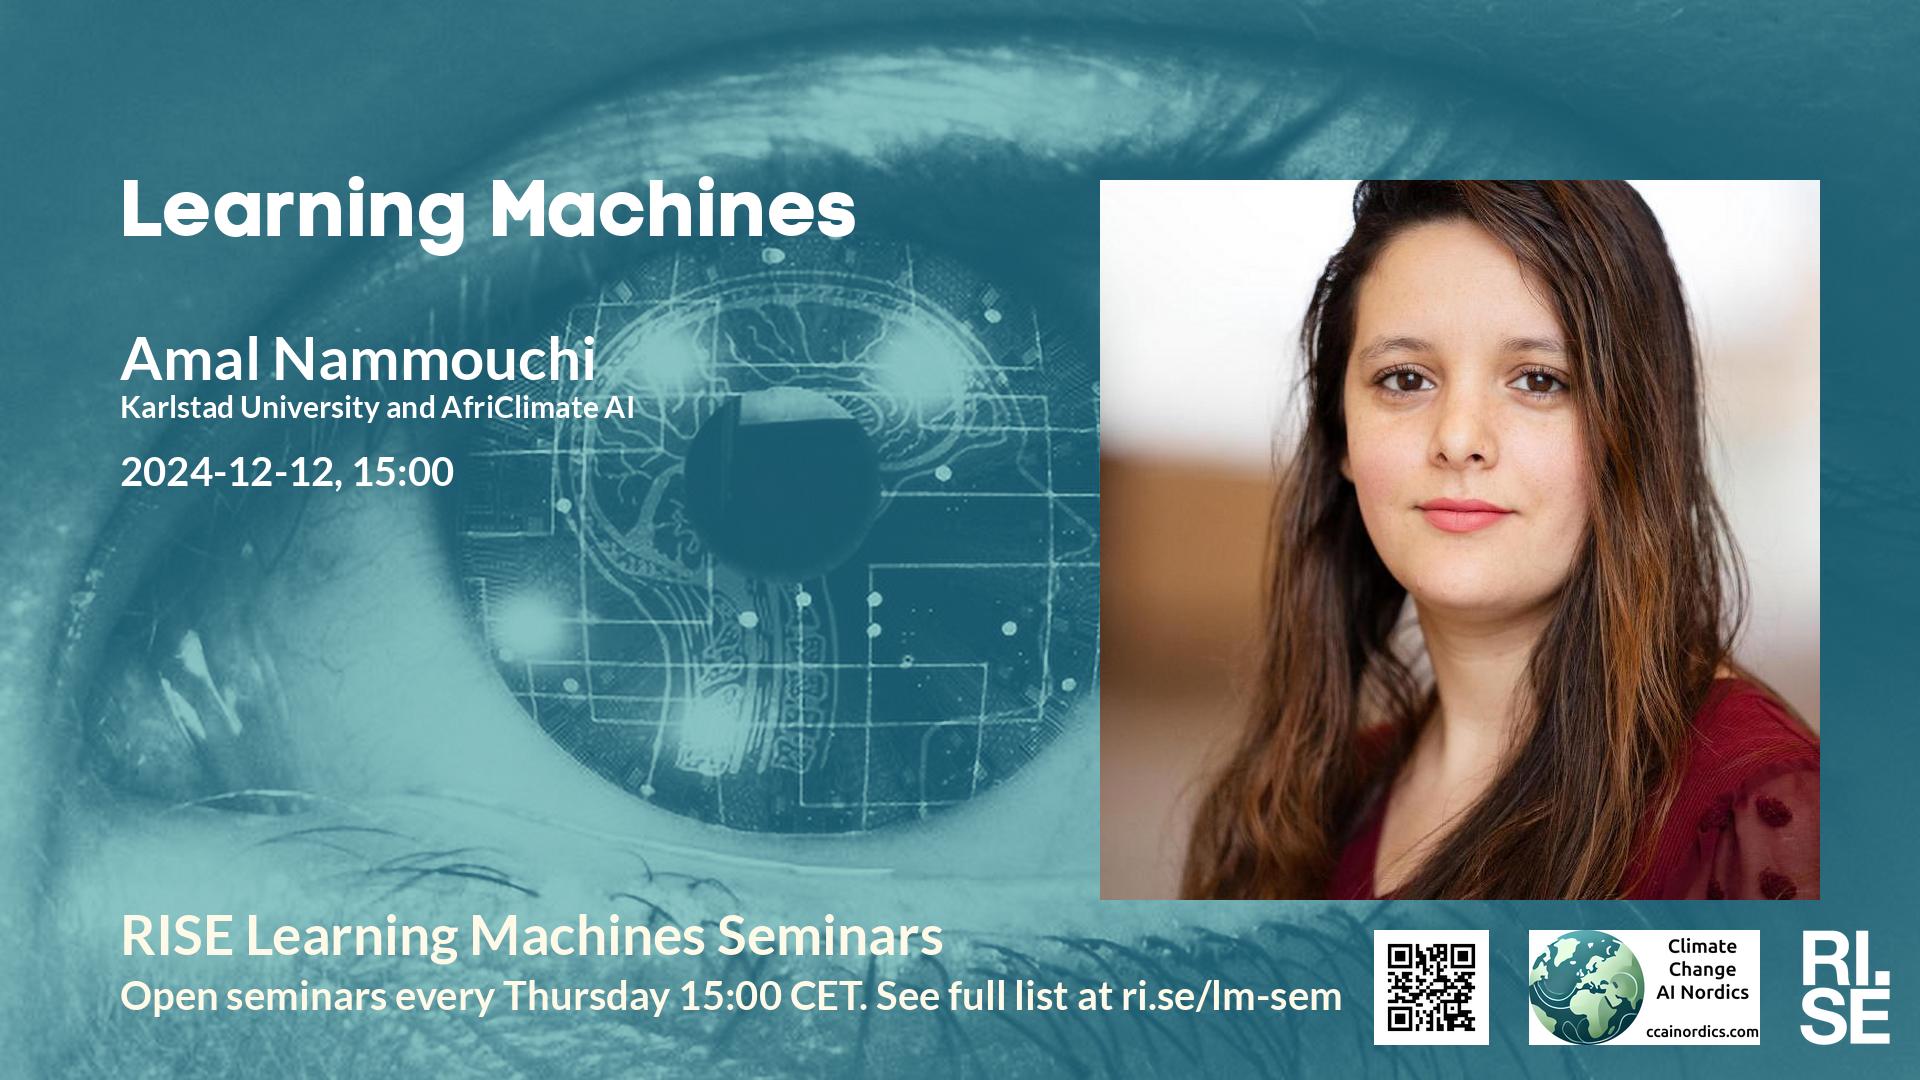 Learning Machines
Amal Nammouchi
Karlstad University and AfriClimate AI
2024-12-12, 15:00
RISE Learning Machines Seminars
Open seminars every Thursday 15:00 CET. See full list at ri.se/lm-sem
Climate
Change
AI Nordics
ccainordics.com
RI.
SE